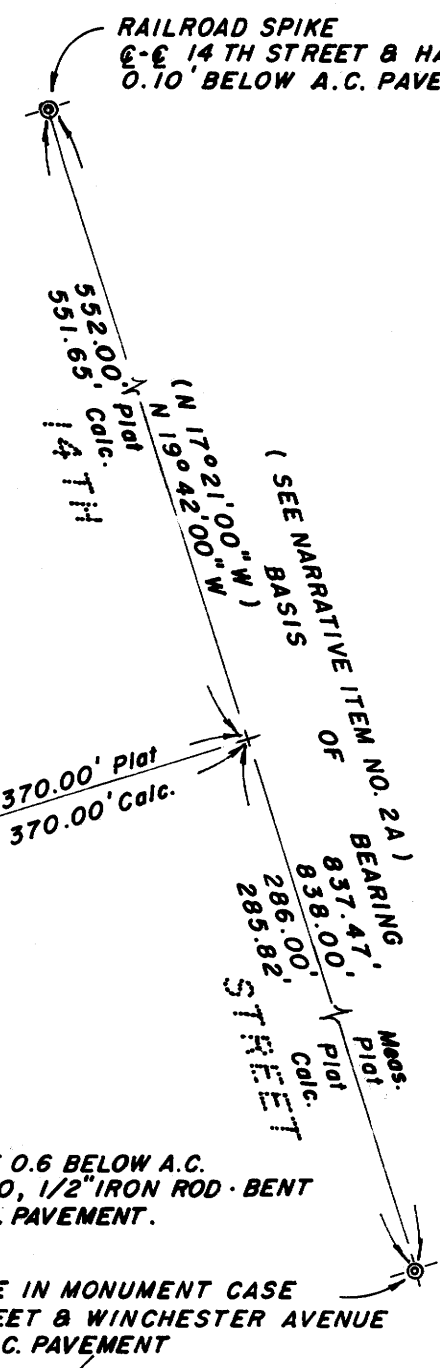 RAILROAD SPIKE
℄-℄ 14 TH STREET & HA
0.10' BELOW A.C. PAVE
552.00' Plat
551.65' Calc.
14 TH
(N 17°21'00"W)
N 19°42'00"W
( SEE NARRATIVE ITEM NO. 2A )
BASIS OF BEARING
370.00' Plat
370.00' Calc.
837.47' Meas.
838.00' Plat
286.00' Plat
285.82' Calc.
STREET
0.6 BELOW A.C.
O, 1/2" IRON ROD · BENT
. PAVEMENT.
E IN MONUMENT CASE
EET & WINCHESTER AVENUE
.C. PAVEMENT